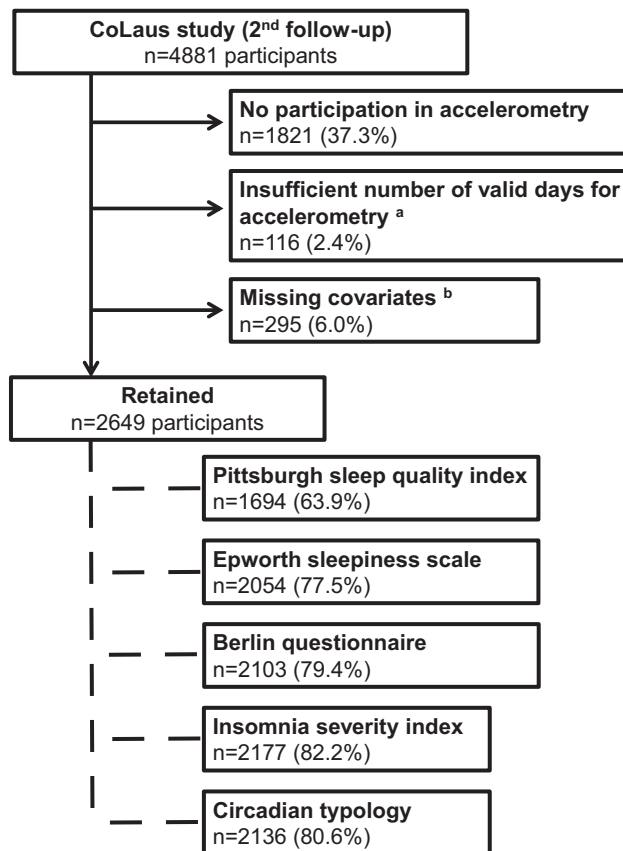 CoLaus study (2nd follow-up)
n=4881 participants
No participation in accelerometry
n=1821 (37.3%)
Insufficient number of valid days for
accelerometry a
n=116 (2.4%)
Missing covariates b
n=295 (6.0%)
Retained
n=2649 participants
Pittsburgh sleep quality index
n=1694 (63.9%)
Epworth sleepiness scale
n=2054 (77.5%)
Berlin questionnaire
n=2103 (79.4%)
Insomnia severity index
n=2177 (82.2%)
Circadian typology
n=2136 (80.6%)